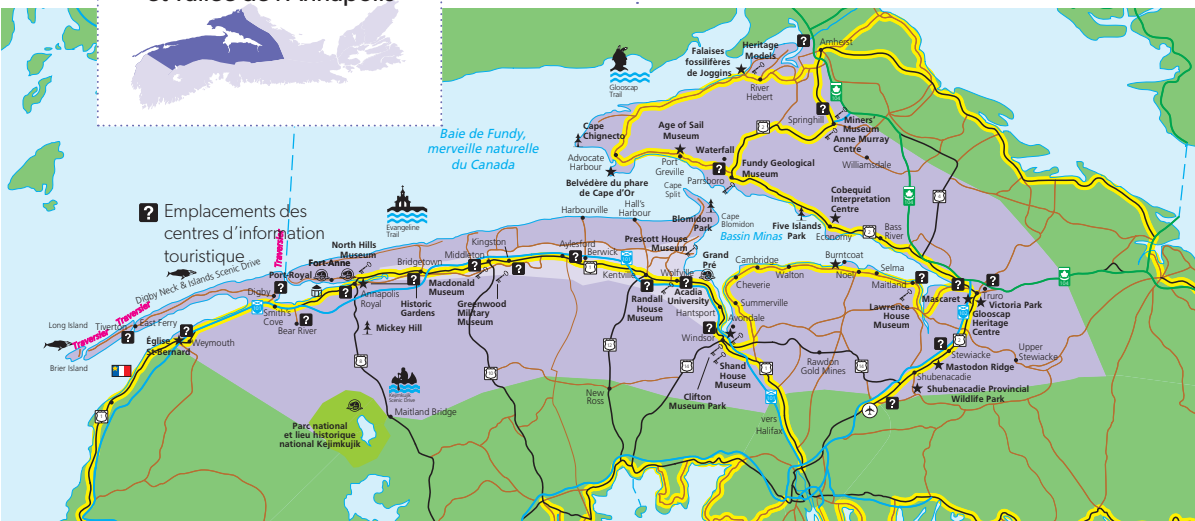 et vallée de l'Annapolis
Baie de Fundy,
merveille naturelle
du Canada
? Emplacements des
centres d'information
touristique
Glooscap
Trail
Evangeline
Trail
Kejimkujik
Scenic Drive
Falaises
fossilifères
de Joggins
Heritage
Models
Amherst
River
Hebert
Springhill
Miners'
Museum
Anne Murray
Centre
Williamsdale
Cape
Chignecto
Age of Sail
Museum
Waterfall
Advocate
Harbour
Port
Greville
Parrsboro
Fundy Geological
Museum
Belvédère du phare
de Cape d'Or
Cape
Split
Cobequid
Interpretation
Centre
Hall's
Harbour
Harbourville
Blomidon
Park
Cape
Blomidon
Bassin Minas
Five Islands
Park
Economy
Bass
River
Prescott House
Museum
Grand
Pré
Kingston
Aylesford
Berwick
Middleton
North Hills
Museum
Bridgetown
Fort-Anne
Port-Royal
Traversier
Digby Neck & Islands Scenic Drive
Digby
Annapolis
Royal
Historic
Gardens
Macdonald
Museum
Greenwood
Military
Museum
Kentville
Wolfville
Randall
House
Museum
Acadia
University
Hantsport
Cambridge
Cheverie
Walton
Burntcoat
Noel
Selma
Maitland
Summerville
Avondale
Windsor
Lawrence
House
Museum
Mascaret
Truro
Victoria Park
Glooscap
Heritage
Centre
Smith's
Cove
Bear River
Mickey Hill
Long Island
Tiverton
Traversier
East Ferry
Traversier
Brier Island
Église
St-Bernard
Weymouth
Shand
House
Museum
Clifton
Museum Park
Rawdon
Gold Mines
Stewiacke
Upper
Stewiacke
Mastodon Ridge
Shubenacadie
Shubenacadie Provincial
Wildlife Park
New
Ross
Maitland Bridge
Parc national
et lieu historique
national Kejimkujik
vers
Halifax